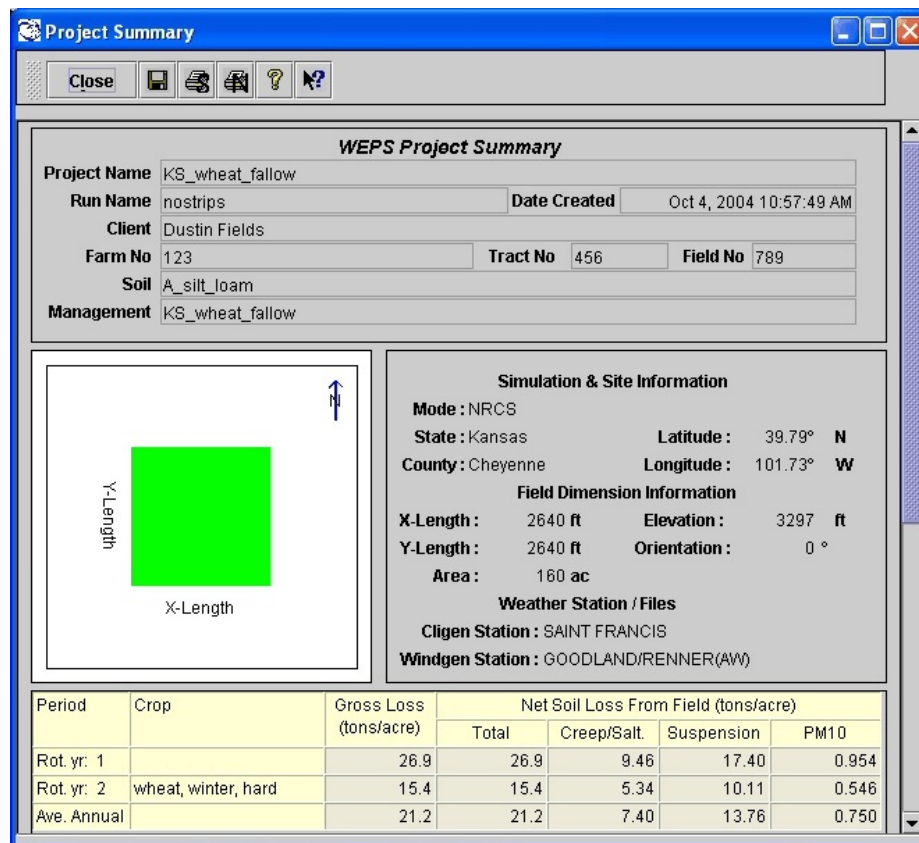 Project Summary
Close
WEPS Project Summary
Project Name KS_wheat_fallow
Run Name nostrips Date Created Oct 4, 2004 10:57:49 AM
Client Dustin Fields
Farm No 123 Tract No 456 Field No 789
Soil A_silt_loam
Management KS_wheat_fallow
N
Y-Length
X-Length
Simulation & Site Information
Mode : NRCS
State : Kansas Latitude : 39.79° N
County : Cheyenne Longitude : 101.73° W
Field Dimension Information
X-Length : 2640 ft Elevation : 3297 ft
Y-Length : 2640 ft Orientation : 0 °
Area : 160 ac
Weather Station / Files
Cligen Station : SAINT FRANCIS
Windgen Station : GOODLAND/RENNER(AW)
Period Crop Gross Loss (tons/acre) Net Soil Loss From Field (tons/acre)
Total Creep/Salt. Suspension PM10
Rot. yr: 1 26.9 26.9 9.46 17.40 0.954
Rot. yr: 2 wheat, winter, hard 15.4 15.4 5.34 10.11 0.546
Ave. Annual 21.2 21.2 7.40 13.76 0.750